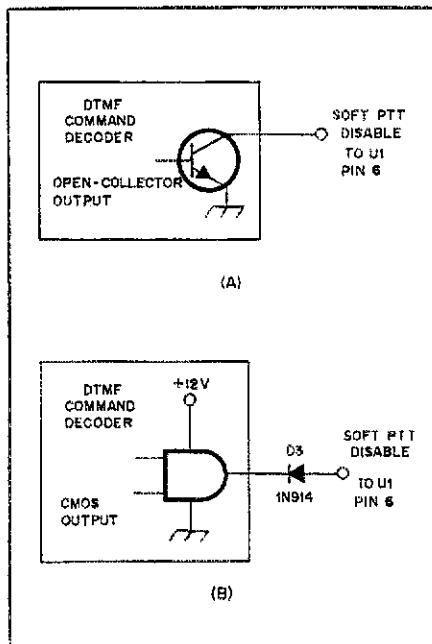 DTMF
COMMAND
DECODER
OPEN-COLLECTOR
OUTPUT
SOFT PTT
DISABLE
TO U1
PIN 6
(A)
DTMF
COMMAND
DECODER
+12V
CMOS
OUTPUT
D3
1N914
SOFT PTT
DISABLE
TO U1
PIN 6
(B)